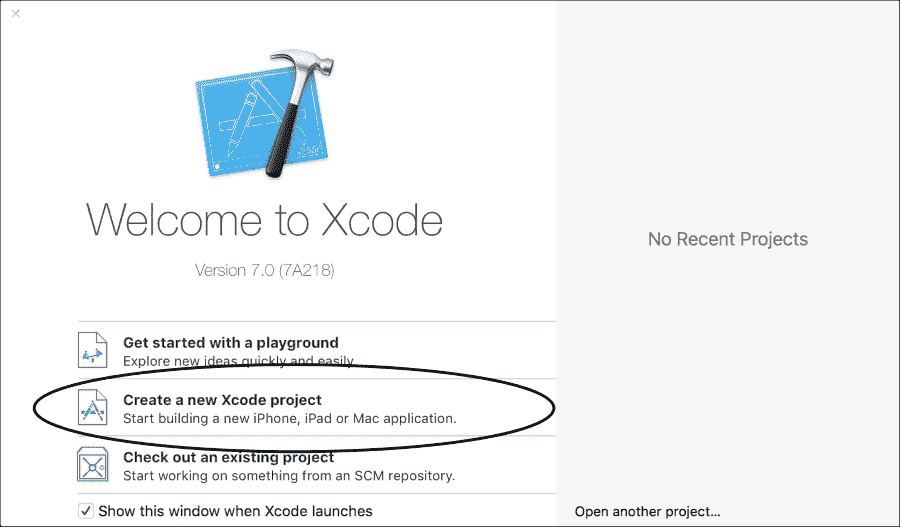 Welcome to Xcode
Version 7.0 (7A218)
Get started with a playground
Explore new ideas quickly and easily.
Create a new Xcode project
Start building a new iPhone, iPad or Mac application.
Check out an existing project
Start working on something from an SCM repository.
Show this window when Xcode launches
No Recent Projects
Open another project...